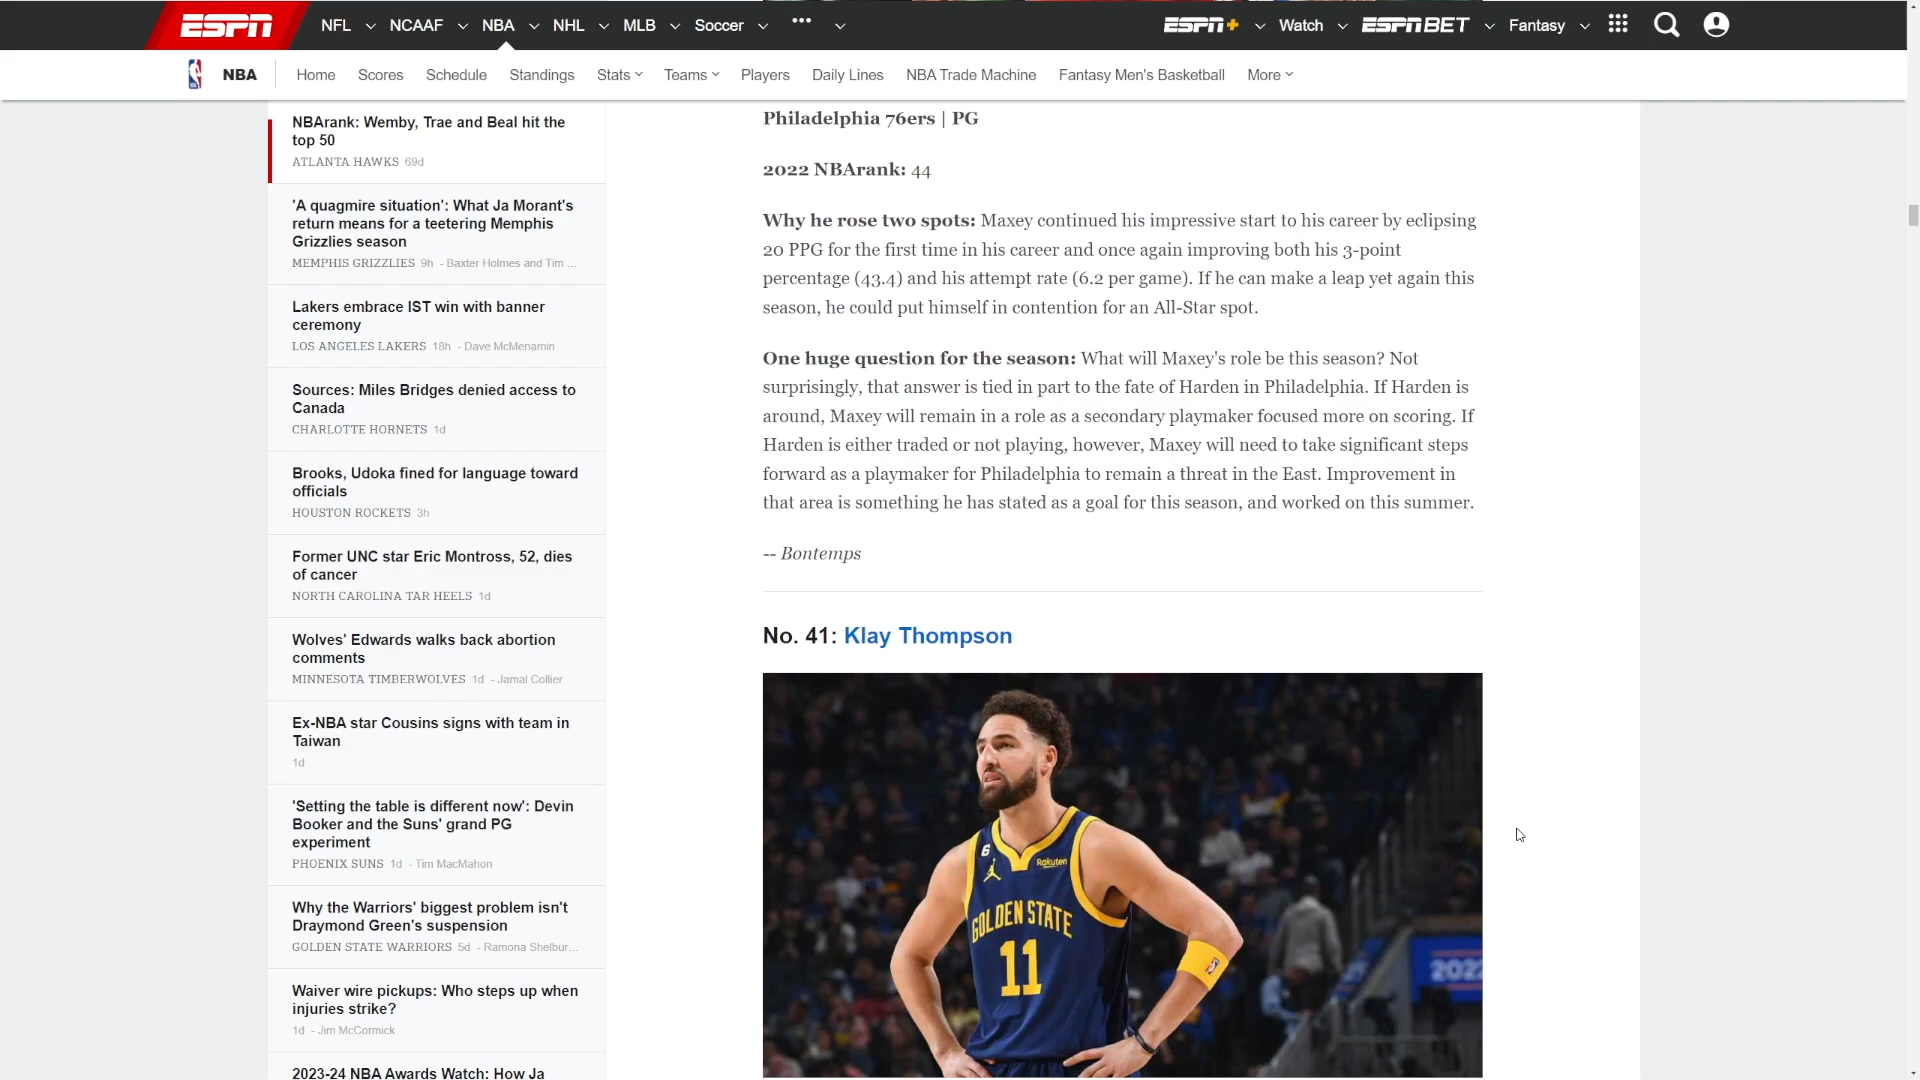 ESPN NFL NCAAF NBA NHL MLB Soccer ••• ESPN+ Watch ESPN BET Fantasy
NBA Home Scores Schedule Standings Stats Teams Players Daily Lines NBA Trade Machine Fantasy Men's Basketball More
NBArank: Wemby, Trae and Beal hit the
top 50
ATLANTA HAWKS 69d
'A quagmire situation': What Ja Morant's
return means for a teetering Memphis
Grizzlies season
MEMPHIS GRIZZLIES 9h - Baxter Holmes and Tim ...
Lakers embrace IST win with banner
ceremony
LOS ANGELES LAKERS 18h - Dave McMenamin
Sources: Miles Bridges denied access to
Canada
CHARLOTTE HORNETS 1d
Brooks, Udoka fined for language toward
officials
HOUSTON ROCKETS 3h
Former UNC star Eric Montross, 52, dies
of cancer
NORTH CAROLINA TAR HEELS 1d
Wolves' Edwards walks back abortion
comments
MINNESOTA TIMBERWOLVES 1d - Jamal Collier
Ex-NBA star Cousins signs with team in
Taiwan
1d
'Setting the table is different now': Devin
Booker and the Suns' grand PG
experiment
PHOENIX SUNS 1d - Tim MacMahon
Why the Warriors' biggest problem isn't
Draymond Green's suspension
GOLDEN STATE WARRIORS 5d - Ramona Shelbur...
Waiver wire pickups: Who steps up when
injuries strike?
1d - Jim McCormick
2023-24 NBA Awards Watch: How Ja
Philadelphia 76ers | PG
2022 NBArank: 44
Why he rose two spots: Maxey continued his impressive start to his career by eclipsing
20 PPG for the first time in his career and once again improving both his 3-point
percentage (43.4) and his attempt rate (6.2 per game). If he can make a leap yet again this
season, he could put himself in contention for an All-Star spot.
One huge question for the season: What will Maxey's role be this season? Not
surprisingly, that answer is tied in part to the fate of Harden in Philadelphia. If Harden is
around, Maxey will remain in a role as a secondary playmaker focused more on scoring. If
Harden is either traded or not playing, however, Maxey will need to take significant steps
forward as a playmaker for Philadelphia to remain a threat in the East. Improvement in
that area is something he has stated as a goal for this season, and worked on this summer.
-- Bontemps
No. 41: Klay Thompson
6
Rakuten
GOLDEN STATE
11
2022